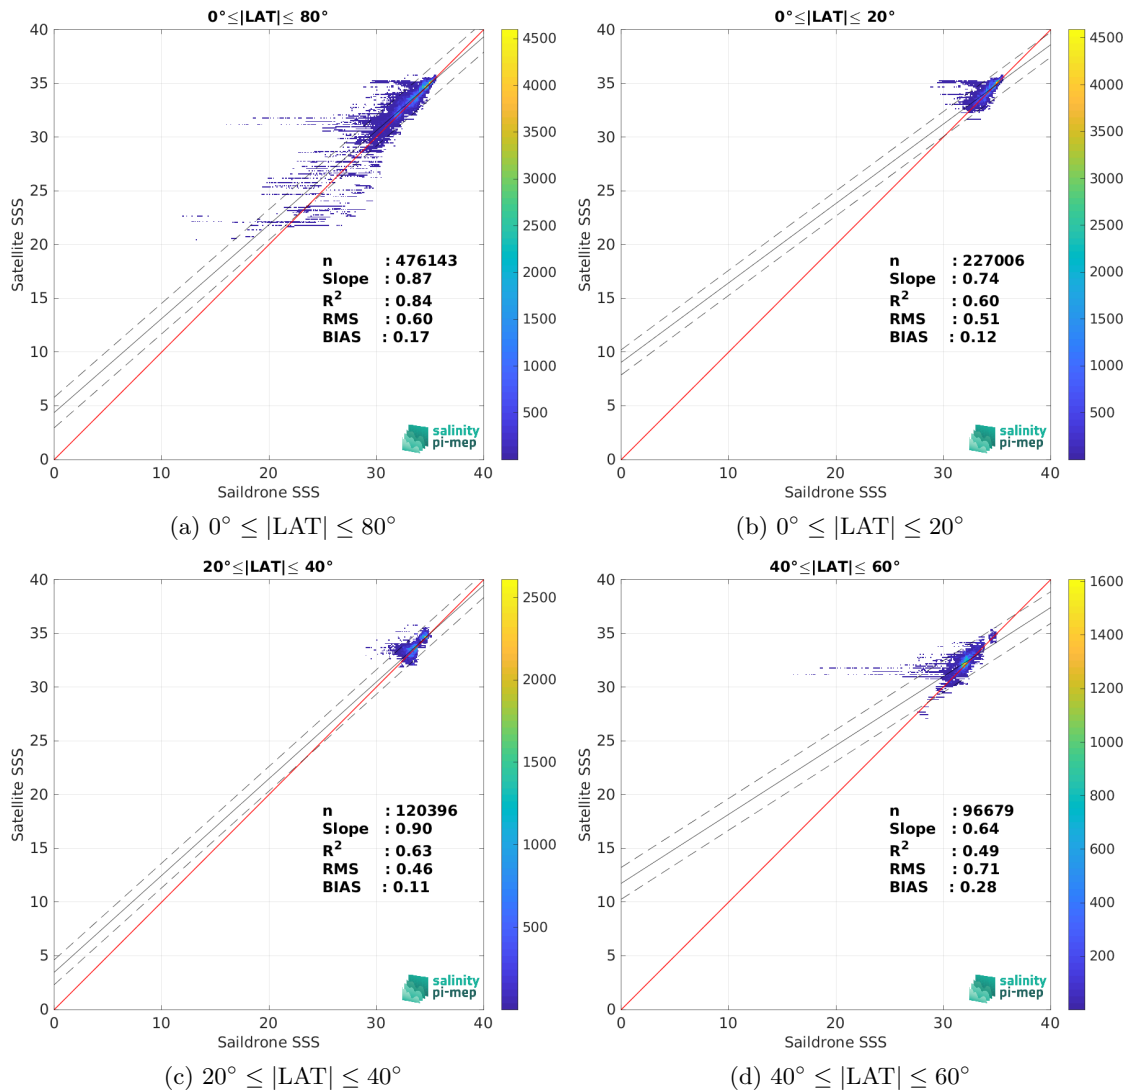 0°≤|LAT|≤ 80°
40
35
30
25
20
15
10
5
0
Satellite SSS
n : 476143
Slope : 0.87
R² : 0.84
RMS : 0.60
BIAS : 0.17
salinity
pi-mep
0 10 20 30 40
Saildrone SSS
4500
4000
3500
3000
2500
2000
1500
1000
500
(a) 0° ≤ |LAT| ≤ 80°
0°≤|LAT|≤ 20°
40
35
30
25
20
15
10
5
0
Satellite SSS
n : 227006
Slope : 0.74
R² : 0.60
RMS : 0.51
BIAS : 0.12
salinity
pi-mep
0 10 20 30 40
Saildrone SSS
4500
4000
3500
3000
2500
2000
1500
1000
500
(b) 0° ≤ |LAT| ≤ 20°
20°≤|LAT|≤ 40°
40
35
30
25
20
15
10
5
0
Satellite SSS
n : 120396
Slope : 0.90
R² : 0.63
RMS : 0.46
BIAS : 0.11
salinity
pi-mep
0 10 20 30 40
Saildrone SSS
2500
2000
1500
1000
500
(c) 20° ≤ |LAT| ≤ 40°
40°≤|LAT|≤ 60°
40
35
30
25
20
15
10
5
0
Satellite SSS
n : 96679
Slope : 0.64
R² : 0.49
RMS : 0.71
BIAS : 0.28
salinity
pi-mep
0 10 20 30 40
Saildrone SSS
1600
1400
1200
1000
800
600
400
200
0
(d) 40° ≤ |LAT| ≤ 60°